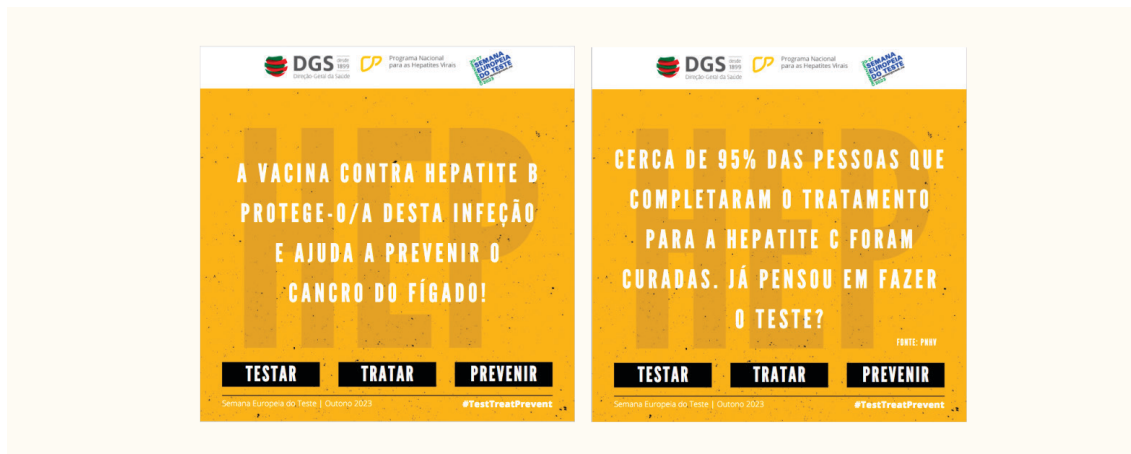 DGS desde 1899
Direção-Geral da Saúde
Programa Nacional
para as Hepatites Virais
SEMANA
EUROPEIA
DO TESTE
HEP
A VACINA CONTRA HEPATITE B
PROTEGE-O/A DESTA INFEÇÃO
E AJUDA A PREVENIR O
CANCRO DO FÍGADO!
TESTAR TRATAR PREVENIR
Semana Europeia do Teste | Outono 2023 #TestTreatPrevent
DGS desde 1899
Direção-Geral da Saúde
Programa Nacional
para as Hepatites Virais
SEMANA
EUROPEIA
DO TESTE
HEP
CERCA DE 95% DAS PESSOAS QUE
COMPLETARAM O TRATAMENTO
PARA A HEPATITE C FORAM
CURADAS. JÁ PENSOU EM FAZER
O TESTE?
FONTE: PNHV
TESTAR TRATAR PREVENIR
Semana Europeia do Teste | Outono 2023 #TestTreatPrevent